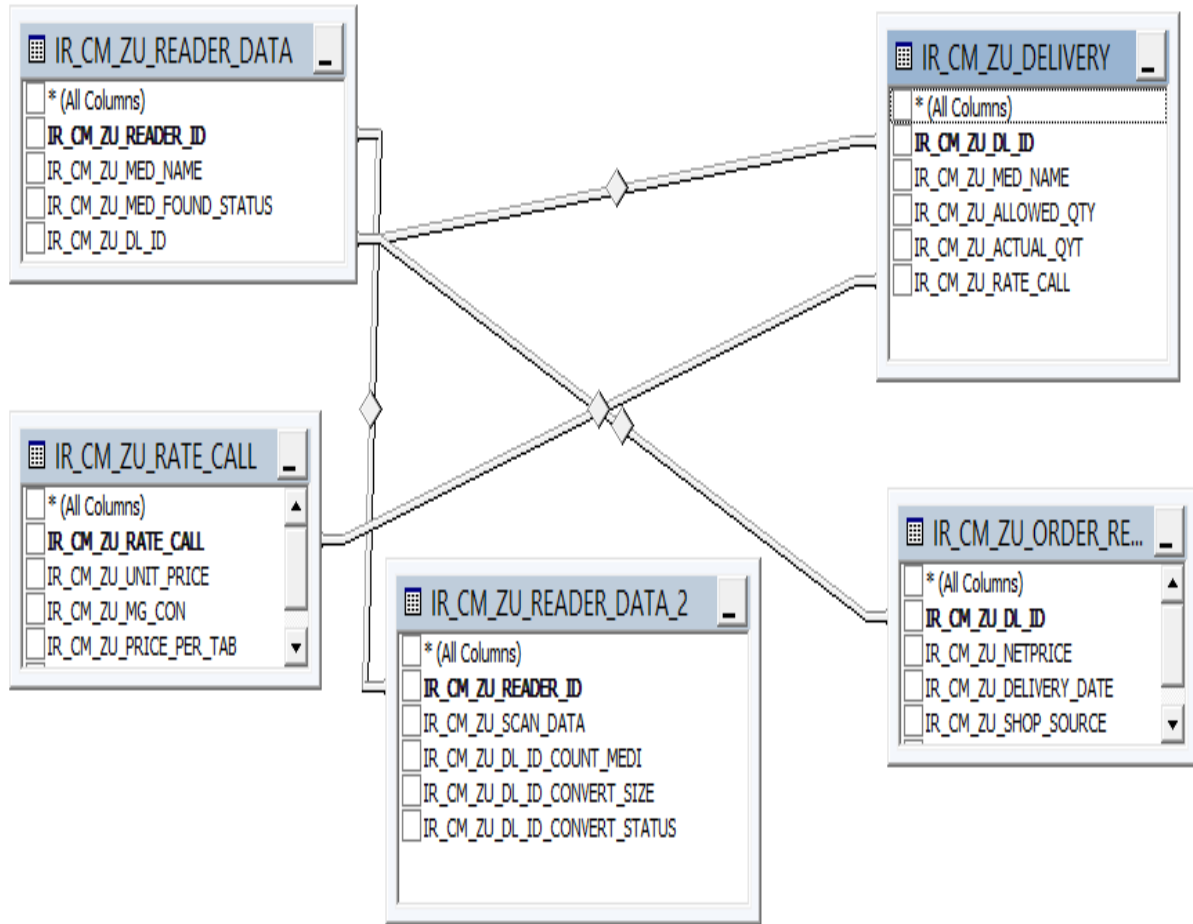 IR_CM_ZU_READER_DATA
* (All Columns)
IR_CM_ZU_READER_ID
IR_CM_ZU_MED_NAME
IR_CM_ZU_MED_FOUND_STATUS
IR_CM_ZU_DL_ID
IR_CM_ZU_DELIVERY
* (All Columns)
IR_CM_ZU_DL_ID
IR_CM_ZU_MED_NAME
IR_CM_ZU_ALLOWED_QTY
IR_CM_ZU_ACTUAL_QYT
IR_CM_ZU_RATE_CALL
IR_CM_ZU_RATE_CALL
* (All Columns)
IR_CM_ZU_RATE_CALL
IR_CM_ZU_UNIT_PRICE
IR_CM_ZU_MG_CON
IR_CM_ZU_PRICE_PER_TAB
IR_CM_ZU_READER_DATA_2
* (All Columns)
IR_CM_ZU_READER_ID
IR_CM_ZU_SCAN_DATA
IR_CM_ZU_DL_ID_COUNT_MEDI
IR_CM_ZU_DL_ID_CONVERT_SIZE
IR_CM_ZU_DL_ID_CONVERT_STATUS
IR_CM_ZU_ORDER_RE...
* (All Columns)
IR_CM_ZU_DL_ID
IR_CM_ZU_NETPRICE
IR_CM_ZU_DELIVERY_DATE
IR_CM_ZU_SHOP_SOURCE